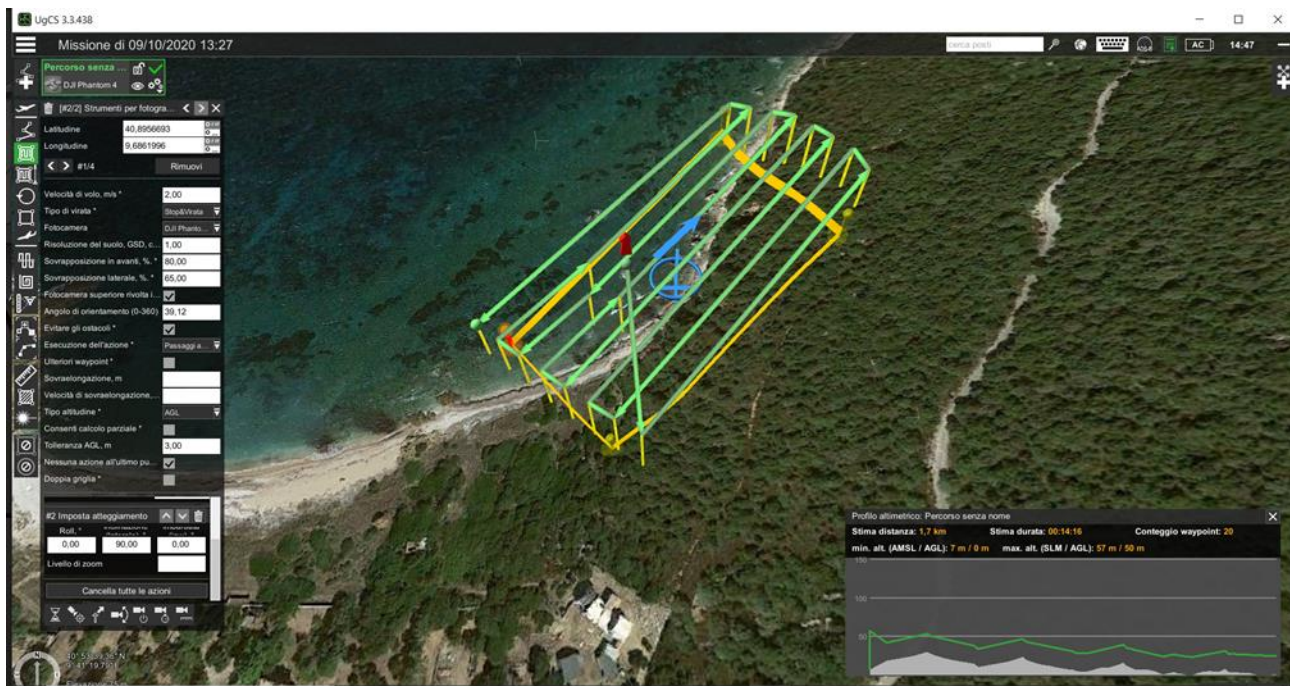 UgCS 3.3.438
Missione di 09/10/2020 13:27
cerca posti
AC
14:47
Percorso senza ...
DJI Phantom 4
[#2/2] Strumenti per fotogra...
Latitudine 40,8956693
Longitudine 9,6861996
#1/4 Rimuovi
Velocità di volo, m/s * 2,00
Tipo di virata * Stop&Virata
Fotocamera DJI Phanto...
Risoluzione del suolo, GSD, c... 1,00
Sovrapposizione in avanti, %. * 80,00
Sovrapposizione laterale, %. * 65,00
Fotocamera superiore rivolta i...
Angolo di orientamento (0-360) 39,12
Evitare gli ostacoli *
Esecuzione dell'azione * Passaggi a...
Ulteriori waypoint *
Sovraelongazione, m
Velocità di sovraelongazione,...
Tipo altitudine * AGL
Consenti calcolo parziale *
Tolleranza AGL, m 3,00
Nessuna azione all'ultimo pu...
Doppia griglia *
#2 Imposta atteggiamento
Roll, °
0,00 90,00 0,00
Livello di zoom
Cancella tutte le azioni
Profilo altimetrico: Percorso senza nome
Stima distanza: 1,7 km Stima durata: 00:14:16 Conteggio waypoint: 20
min. alt. (AMSL / AGL): 7 m / 0 m max. alt. (SLM / AGL): 57 m / 50 m
150
100
50